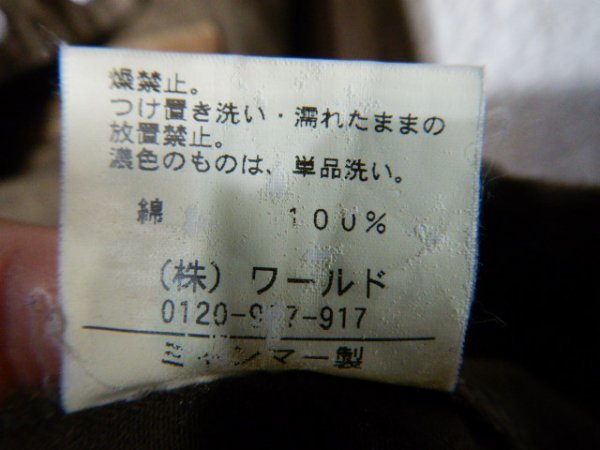 燥禁止。
つけ置き洗い・濡れたままの
放置禁止。
濃色のものは、単品洗い。
綿 100%
(株) ワールド
0120-917-917
ミャンマー製